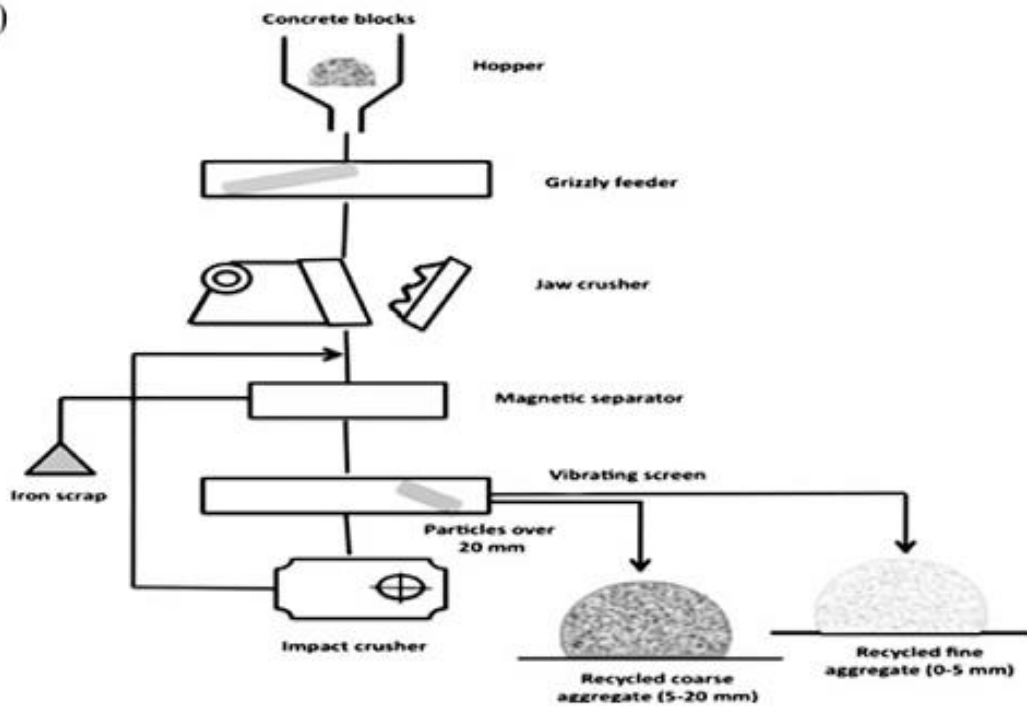 )
Concrete blocks
Hopper
Grizzly feeder
Jaw crusher
Magnetic separator
Iron scrap
Vibrating screen
Particles over
20 mm
Impact crusher
Recycled coarse
aggregate (5-20 mm)
Recycled fine
aggregate (0-5 mm)